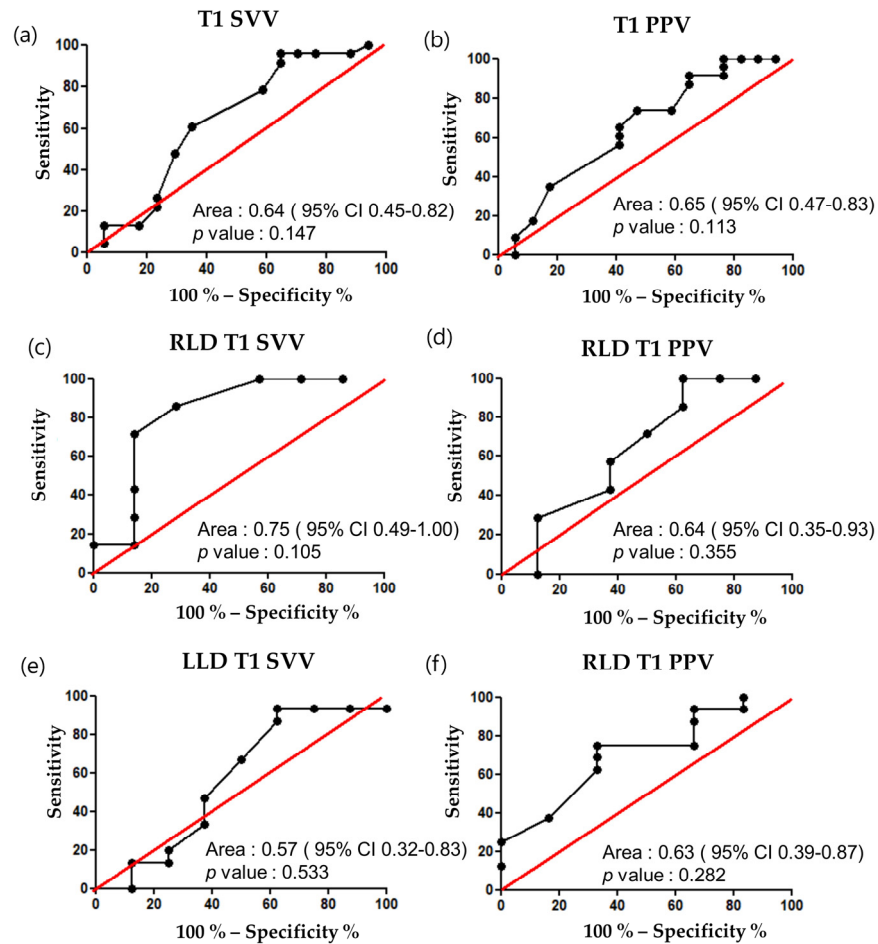 (a)
T1 SVV
100
80
60
40
20
0
Sensitivity
Area : 0.64 ( 95% CI 0.45-0.82)
p value : 0.147
0 20 40 60 80 100
100 % – Specificity %
(b)
T1 PPV
100
80
60
40
20
0
Sensitivity
Area : 0.65 ( 95% CI 0.47-0.83)
p value : 0.113
0 20 40 60 80 100
100 % – Specificity %
(c)
RLD T1 SVV
100
80
60
40
20
0
Sensitivity
Area : 0.75 ( 95% CI 0.49-1.00)
p value : 0.105
0 20 40 60 80 100
100 % – Specificity %
(d)
RLD T1 PPV
100
80
60
40
20
0
Sensitivity
Area : 0.64 ( 95% CI 0.35-0.93)
p value : 0.355
0 20 40 60 80 100
100 % – Specificity %
(e)
LLD T1 SVV
100
80
60
40
20
0
Sensitivity
Area : 0.57 ( 95% CI 0.32-0.83)
p value : 0.533
0 20 40 60 80 100
100 % – Specificity %
(f)
RLD T1 PPV
100
80
60
40
20
0
Sensitivity
Area : 0.63 ( 95% CI 0.39-0.87)
p value : 0.282
0 20 40 60 80 100
100 % – Specificity %